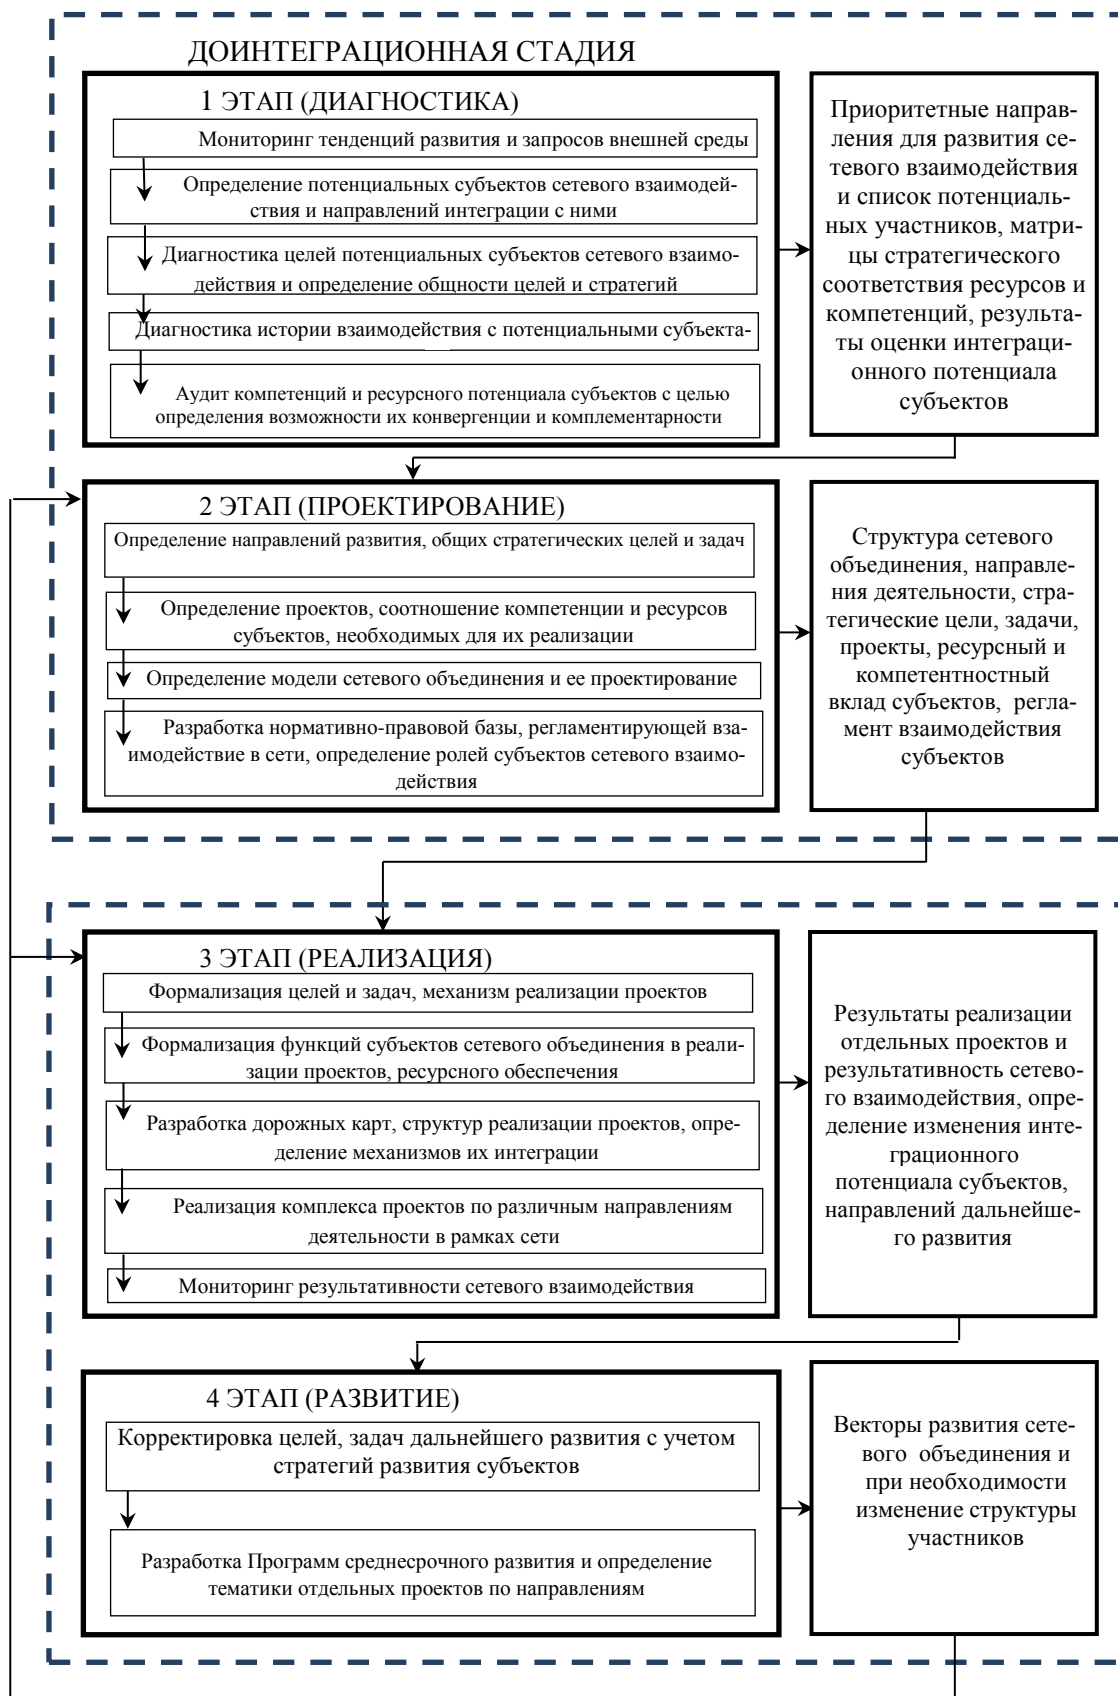 ДОИНТЕГРАЦИОННАЯ СТАДИЯ
1 ЭТАП (ДИАГНОСТИКА)
Мониторинг тенденций развития и запросов внешней среды
Определение потенциальных субъектов сетевого взаимодей-
ствия и направлений интеграции с ними
Диагностика целей потенциальных субъектов сетевого взаимо-
действия и определение общности целей и стратегий
Диагностика истории взаимодействия с потенциальными субъекта-
Аудит компетенций и ресурсного потенциала субъектов с целью
определения возможности их конвергенции и комплементарности
Приоритетные направ-
ления для развития се-
тевого взаимодействия
и список потенциаль-
ных участников, матри-
цы стратегического
соответствия ресурсов и
компетенций, результа-
ты оценки интеграци-
онного потенциала
субъектов
2 ЭТАП (ПРОЕКТИРОВАНИЕ)
Определение направлений развития, общих стратегических целей и задач
Определение проектов, соотношение компетенции и ресурсов
субъектов, необходимых для их реализации
Определение модели сетевого объединения и ее проектирование
Разработка нормативно-правовой базы, регламентирующей вза-
имодействие в сети, определение ролей субъектов сетевого взаимо-
действия
Структура сетевого
объединения, направле-
ния деятельности, стра-
тегические цели, задачи,
проекты, ресурсный и
компетентностный
вклад субъектов, регла-
мент взаимодействия
субъектов
3 ЭТАП (РЕАЛИЗАЦИЯ)
Формализация целей и задач, механизм реализации проектов
Формализация функций субъектов сетевого объединения в реали-
зации проектов, ресурсного обеспечения
Разработка дорожных карт, структур реализации проектов, опре-
деление механизмов их интеграции
Реализация комплекса проектов по различным направлениям
деятельности в рамках сети
Мониторинг результативности сетевого взаимодействия
Результаты реализации
отдельных проектов и
результативность сетево-
го взаимодействия, опре-
деление изменения инте-
грационного
потенциала субъектов,
направлений дальнейше-
го развития
4 ЭТАП (РАЗВИТИЕ)
Корректировка целей, задач дальнейшего развития с учетом
стратегий развития субъектов
Разработка Программ среднесрочного развития и определение
тематики отдельных проектов по направлениям
Векторы развития сете-
вого объединения и
при необходимости
изменение структуры
участников